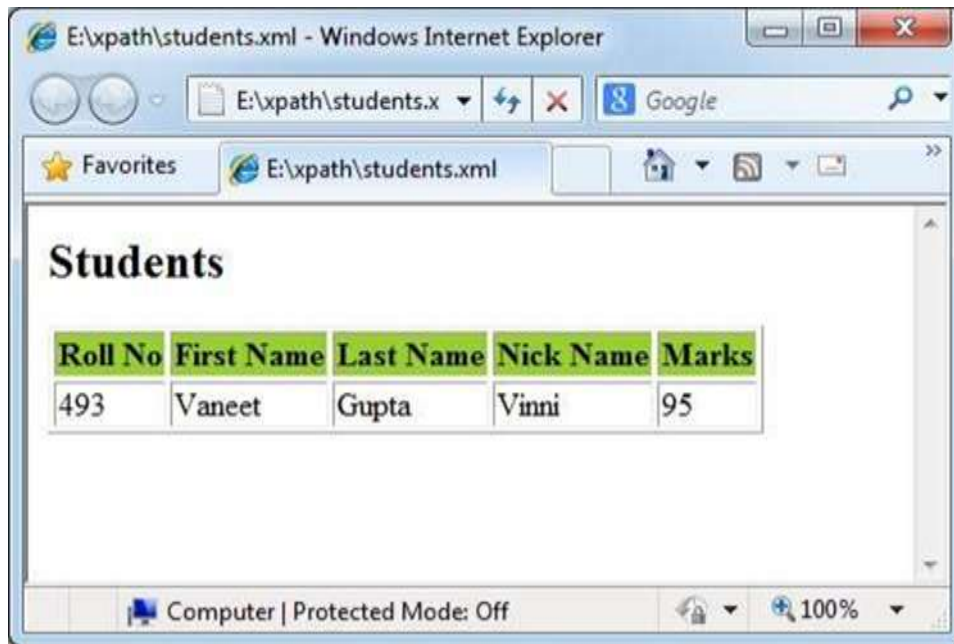 E:\xpath\students.xml - Windows Internet Explorer
E:\xpath\students.x
Google
Favorites
E:\xpath\students.xml
Students
Roll No First Name Last Name Nick Name Marks
493 Vaneet Gupta Vinni 95
Computer | Protected Mode: Off
100%